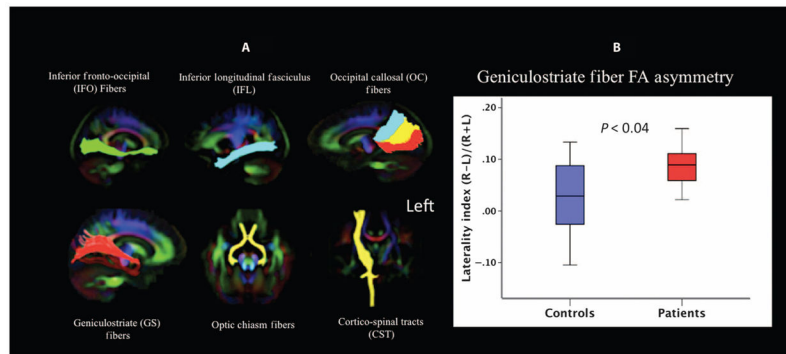 A
Inferior fronto-occipital
(IFO) Fibers
Inferior longitudinal fasciculus
(IFL)
Occipital callosal (OC)
fibers
Left
Geniculostriate (GS)
fibers
Optic chiasm fibers
Cortico-spinal tracts
(CST)
B
Geniculostriate fiber FA asymmetry
P < 0.04
Laterality index (R-L)/(R+L)
.20
.10
.00
-.10
Controls
Patients